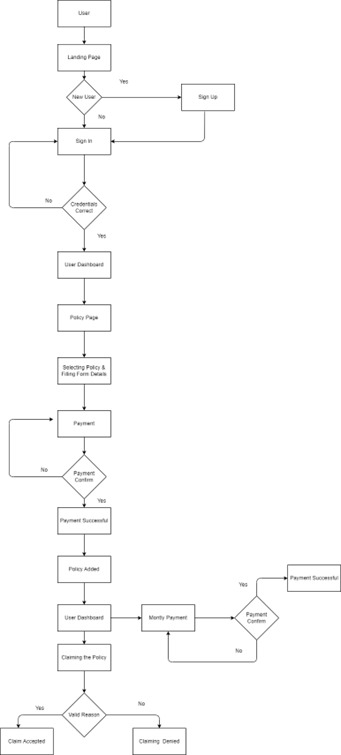 User
Landing Page
Yes
New User
Sign Up
No
Sign In
No
Credentials
Correct
Yes
User Dashboard
Policy Page
Selecting Policy &
Filling Form Details
Payment
No
Payment
Confirm
Yes
Payment Successful
Policy Added
Yes
Payment Successful
User Dashboard
Montly Payment
Payment
Confirm
No
Claiming the Policy
Yes
Valid Reason
No
Claim Accepted
Claiming Denied